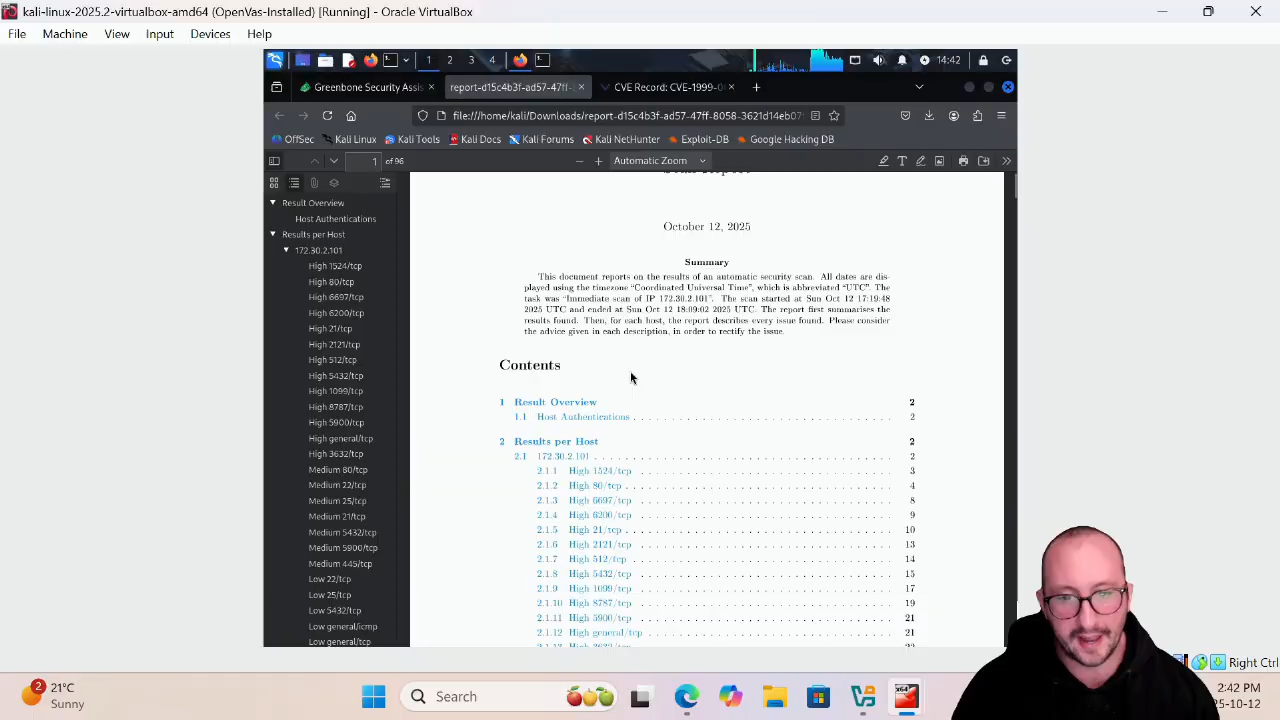 kali-linux-2025.2-virtualbox-amd64 (OpenVas-Installed) [Running] - Oracle VirtualBox
File Machine View Input Devices Help
1 2 3 4 14:42
Greenbone Security Assis report-d15c4b3f-ad57-47ff- CVE Record: CVE-1999-0
file:///home/kali/Downloads/report-d15c4b3f-ad57-47ff-8058-3621d14eb07
OffSec Kali Linux Kali Tools Kali Docs Kali Forums Kali NetHunter Exploit-DB Google Hacking DB
1 of 96 Automatic Zoom
Result Overview
Host Authentications
Results per Host
172.30.2.101
High 1524/tcp
High 80/tcp
High 6697/tcp
High 6200/tcp
High 21/tcp
High 2121/tcp
High 512/tcp
High 5432/tcp
High 1099/tcp
High 8787/tcp
High 5900/tcp
High general/tcp
High 3632/tcp
Medium 80/tcp
Medium 22/tcp
Medium 25/tcp
Medium 21/tcp
Medium 5432/tcp
Medium 5900/tcp
Medium 445/tcp
Low 22/tcp
Low 25/tcp
Low 5432/tcp
Low general/icmp
Low general/tcp
October 12, 2025
Summary
This document reports on the results of an automatic security scan. All dates are dis-
played using the timezone “Coordinated Universal Time”, which is abbreviated “UTC”. The
task was “Immediate scan of IP 172.30.2.101”. The scan started at Sun Oct 12 17:19:48
2025 UTC and ended at Sun Oct 12 18:09:02 2025 UTC. The report first summarises the
results found. Then, for each host, the report describes every issue found. Please consider
the advice given in each description, in order to rectify the issue.
Contents
1 Result Overview 2
1.1 Host Authentications . . . . . . . . . . . . . . . . . . . . . . . . . . 2
2 Results per Host 2
2.1 172.30.2.101 . . . . . . . . . . . . . . . . . . . . . . . . . . . . . . 2
2.1.1 High 1524/tcp . . . . . . . . . . . . . . . . . . . . . . . . . . 3
2.1.2 High 80/tcp . . . . . . . . . . . . . . . . . . . . . . . . . . . 4
2.1.3 High 6697/tcp . . . . . . . . . . . . . . . . . . . . . . . . . . 8
2.1.4 High 6200/tcp . . . . . . . . . . . . . . . . . . . . . . . . . . 9
2.1.5 High 21/tcp . . . . . . . . . . . . . . . . . . . . . . . . . . . 10
2.1.6 High 2121/tcp . . . . . . . . . . . . . . . . . . . . . . . . . . 13
2.1.7 High 512/tcp . . . . . . . . . . . . . . . . . . . . . . . . . . 14
2.1.8 High 5432/tcp . . . . . . . . . . . . . . . . . . . . . . . . . . 15
2.1.9 High 1099/tcp . . . . . . . . . . . . . . . . . . . . . . . . . . 17
2.1.10 High 8787/tcp . . . . . . . . . . . . . . . . . . . . . . . . . . 19
2.1.11 High 5900/tcp . . . . . . . . . . . . . . . . . . . . . . . . . . 21
2.1.12 High general/tcp . . . . . . . . . . . . . . . . . . . . . . . . . 21
Right Ctrl
2
21°C
Sunny
Search
2:42 PM
25-10-12